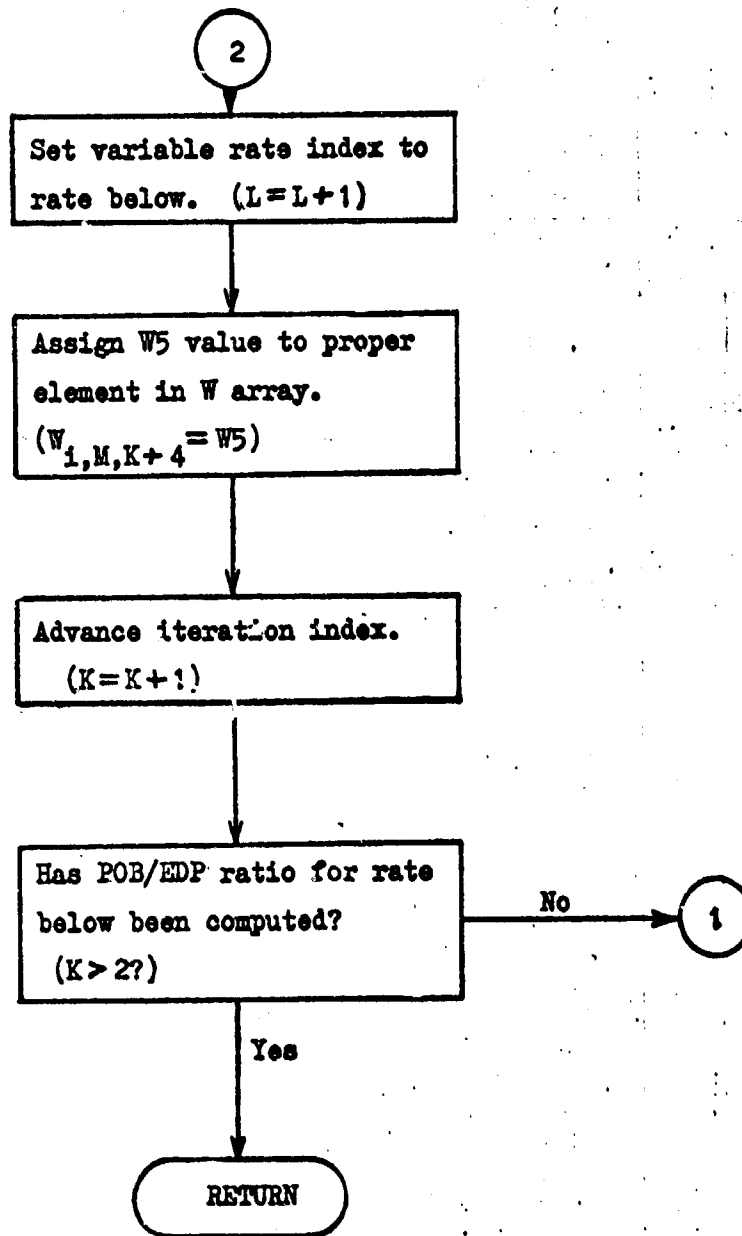 2
Set variable rate index to
rate below. (L=L+1)
Assign W5 value to proper
element in W array.
(W_{i,M,K+4}=W5)
Advance iteration index.
(K=K+1)
Has POB/EDP ratio for rate
below been computed?
(K>2?)
No
1
Yes
RETURN